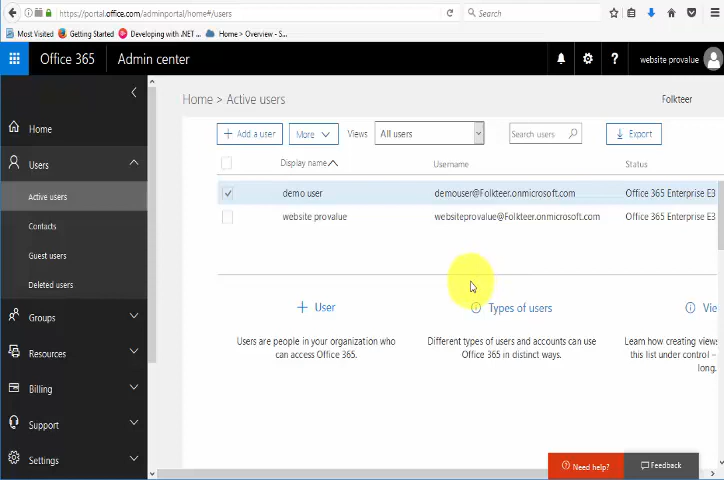 https://portal.office.com/adminportal/home#/users
Search
Most Visited
Getting Started
Developing with .NET ...
Home > Overview - S...
Office 365
Admin center
website provalue
Home > Active users
Folkteer
Home
Users
Active users
Contacts
Guest users
Deleted users
Groups
Resources
Billing
Support
Settings
+ Add a user
More
Views
All users
Search users
Export
Display name
Username
Status
demo user
demouser@Folkteer.onmicrosoft.com
Office 365 Enterprise E3
website provalue
websiteprovalue@Folkteer.onmicrosoft.com
Office 365 Enterprise E3
+ User
Users are people in your organization who
can access Office 365.
Types of users
Different types of users and accounts can use
Office 365 in distinct ways.
Vie
Learn how creating views
this list under control –
long.
Need help?
Feedback